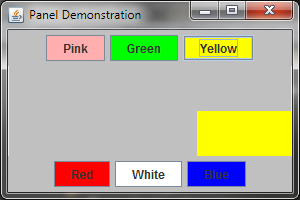 Panel Demonstration
Pink Green Yellow
Red White Blue